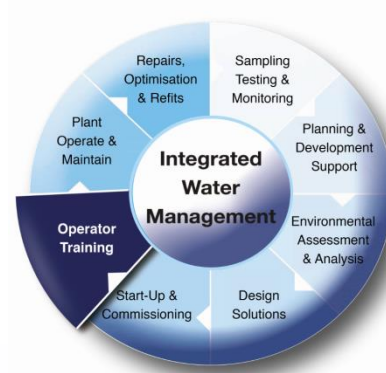 Repairs,
Optimisation
& Refits
Sampling
Testing &
Monitoring
Plant
Operate &
Maintain
Planning &
Development
Support
Integrated
Water
Management
Operator
Training
Environmental
Assessment
& Analysis
Start-Up &
Commissioning
Design
Solutions